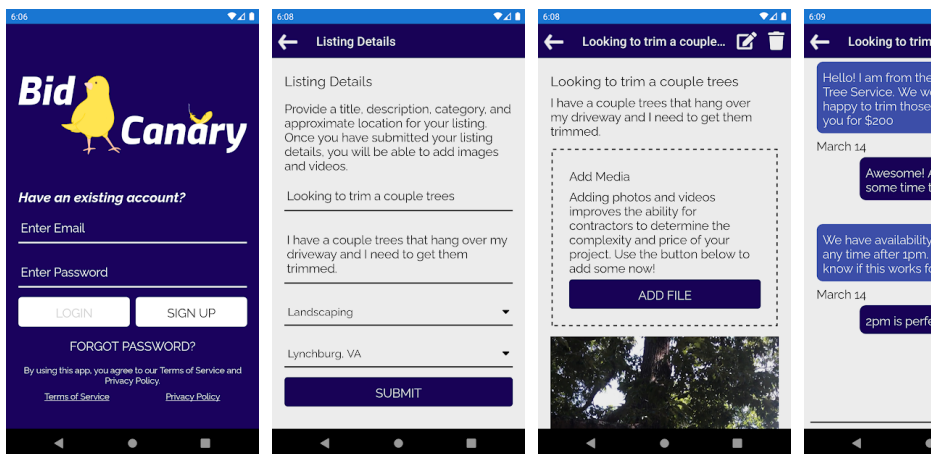 6:06
Bid
Canary
Have an existing account?
Enter Email
Enter Password
LOGIN
SIGN UP
FORGOT PASSWORD?
By using this app, you agree to our Terms of Service and
Privacy Policy.
Terms of Service
Privacy Policy
6:08
Listing Details
Listing Details
Provide a title, description, category, and
approximate location for your listing.
Once you have submitted your listing
details, you will be able to add images
and videos.
Looking to trim a couple trees
I have a couple trees that hang over my
driveway and I need to get them
trimmed.
Landscaping
Lynchburg, VA
SUBMIT
6:08
Looking to trim a couple...
Looking to trim a couple trees
I have a couple trees that hang over
my driveway and I need to get them
trimmed.
Add Media
Adding photos and videos
improves the ability for
contractors to determine the
complexity and price of your
project. Use the button below to
add some now!
ADD FILE
6:09
Looking to trim
Hello! I am from the
Tree Service. We
happy to trim those
you for $200
March 14
Awesome!
some time
We have availability
any time after 1pm.
know if this works
March 14
2pm is